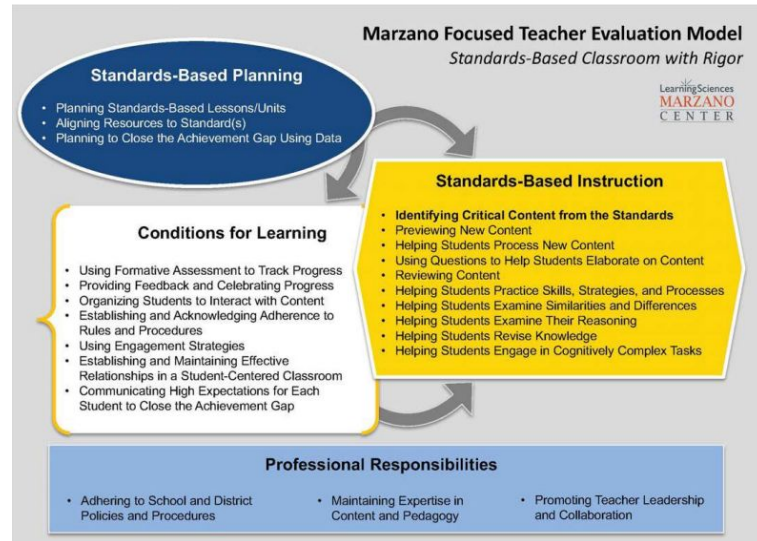 Marzano Focused Teacher Evaluation Model
Standards-Based Classroom with Rigor
LearningSciences
MARZANO
CENTER
Standards-Based Planning
• Planning Standards-Based Lessons/Units
• Aligning Resources to Standard(s)
• Planning to Close the Achievement Gap Using Data
Standards-Based Instruction
• Identifying Critical Content from the Standards
• Previewing New Content
• Helping Students Process New Content
• Using Questions to Help Students Elaborate on Content
• Reviewing Content
• Helping Students Practice Skills, Strategies, and Processes
• Helping Students Examine Similarities and Differences
• Helping Students Examine Their Reasoning
• Helping Students Revise Knowledge
• Helping Students Engage in Cognitively Complex Tasks
Conditions for Learning
• Using Formative Assessment to Track Progress
• Providing Feedback and Celebrating Progress
• Organizing Students to Interact with Content
• Establishing and Acknowledging Adherence to
Rules and Procedures
• Using Engagement Strategies
• Establishing and Maintaining Effective
Relationships in a Student-Centered Classroom
• Communicating High Expectations for Each
Student to Close the Achievement Gap
Professional Responsibilities
• Adhering to School and District
Policies and Procedures
• Maintaining Expertise in
Content and Pedagogy
• Promoting Teacher Leadership
and Collaboration